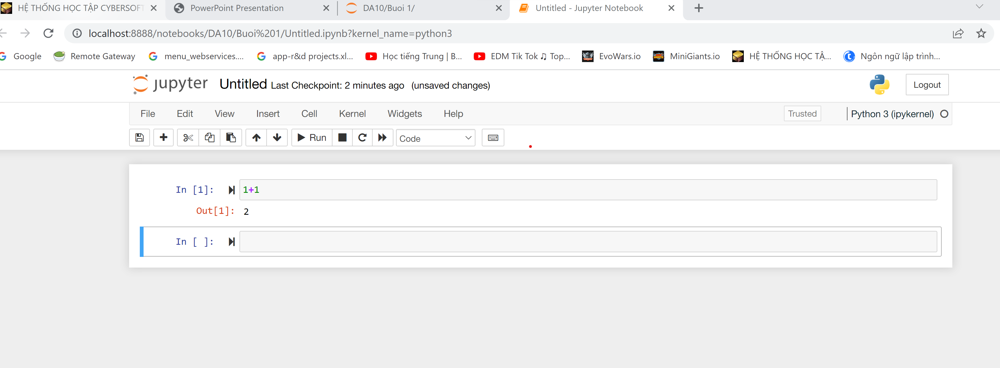 HỆ THỐNG HỌC TẬP CYBERSOFT
PowerPoint Presentation
DA10/Buoi 1/
Untitled - Jupyter Notebook
localhost:8888/notebooks/DA10/Buoi%201/Untitled.ipynb?kernel_name=python3
Google Remote Gateway menu_webservices.... app-r&d projects.xl... Học tiếng Trung | B... EDM Tik Tok ♫ Top... EvoWars.io MiniGiants.io HỆ THỐNG HỌC TẬ... Ngôn ngữ lập trình...
jupyter Untitled Last Checkpoint: 2 minutes ago (unsaved changes) Logout
File Edit View Insert Cell Kernel Widgets Help Trusted Python 3 (ipykernel)
Run Code
In [1]: 1+1
Out[1]: 2
In [ ]: